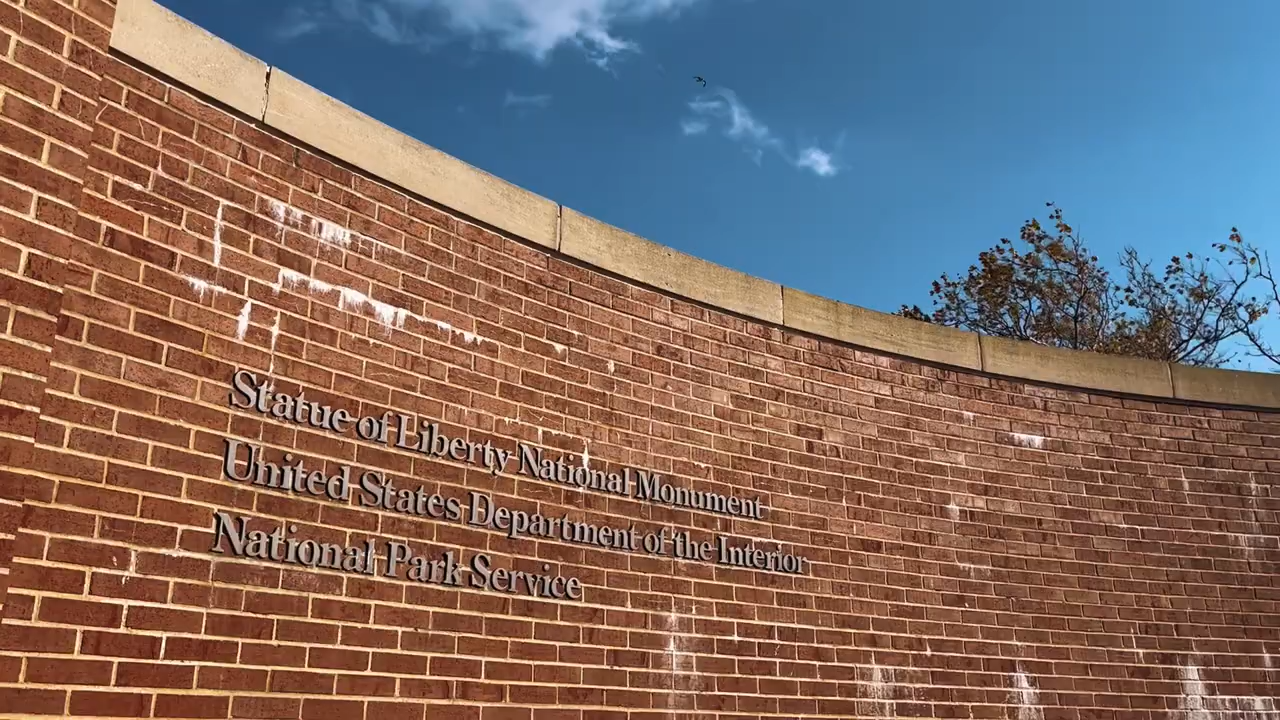 Statue of Liberty National Monument
United States Department of the Interior
National Park Service